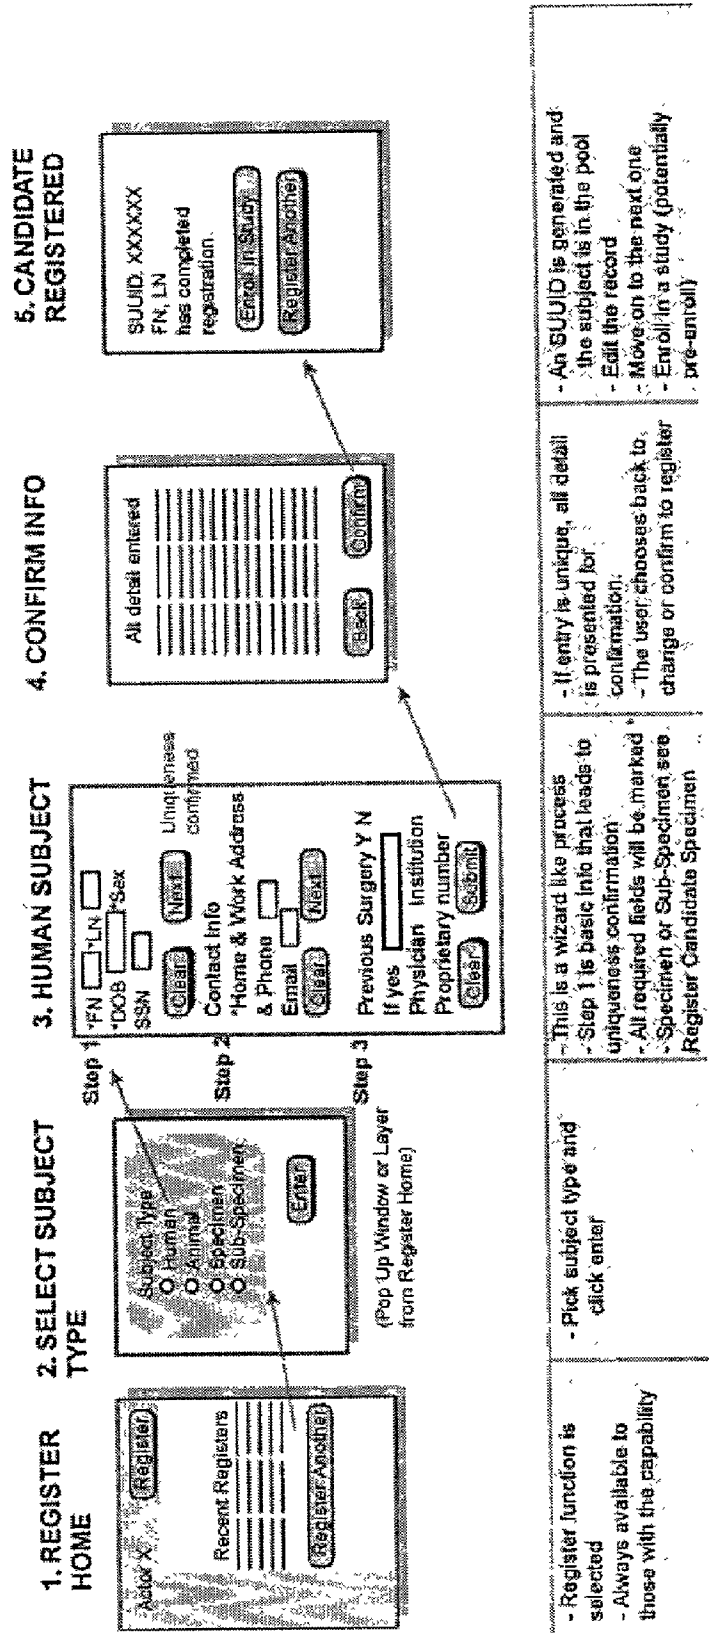 1. REGISTER
HOME
Actor X
Register
Recent Registers
Register Another
- Register function is
selected
- Always available to
those with the capability
2. SELECT SUBJECT
TYPE
Subject Type
Human
Animal
Specimen
Sub-Specimen
Enter
(Pop Up Window or Layer
from Register Home)
- Pick subject type and
click enter
3. HUMAN SUBJECT
Step 1
*FN *LN
*DOB *Sex
SSN
Clear Next
Uniqueness
confirmed
Step 2
Contact Info
*Home & Work Address
& Phone
Email
Clear Next
Step 3
Previous Surgery Y N
If yes
Physician Institution
Proprietary number
Clear Submit
- This is a wizard like process
- Step 1 is basic info that leads to
uniqueness confirmation
- All required fields will be marked *
- Specimen or Sub-Specimen see
Register Candidate Specimen
4. CONFIRM INFO
All detail entered
Back Confirm
- If entry is unique, all detail
is presented for
confirmation.
- The user chooses back to
change or confirm to register
5. CANDIDATE
REGISTERED
SUUID: XXXXXX
FN, LN
has completed
registration.
Enroll in Study
Register Another
- An SUUID is generated and
the subject is in the pool
- Edit the record
- Move on to the next one
- Enroll in a study (potentially
pre-enroll)